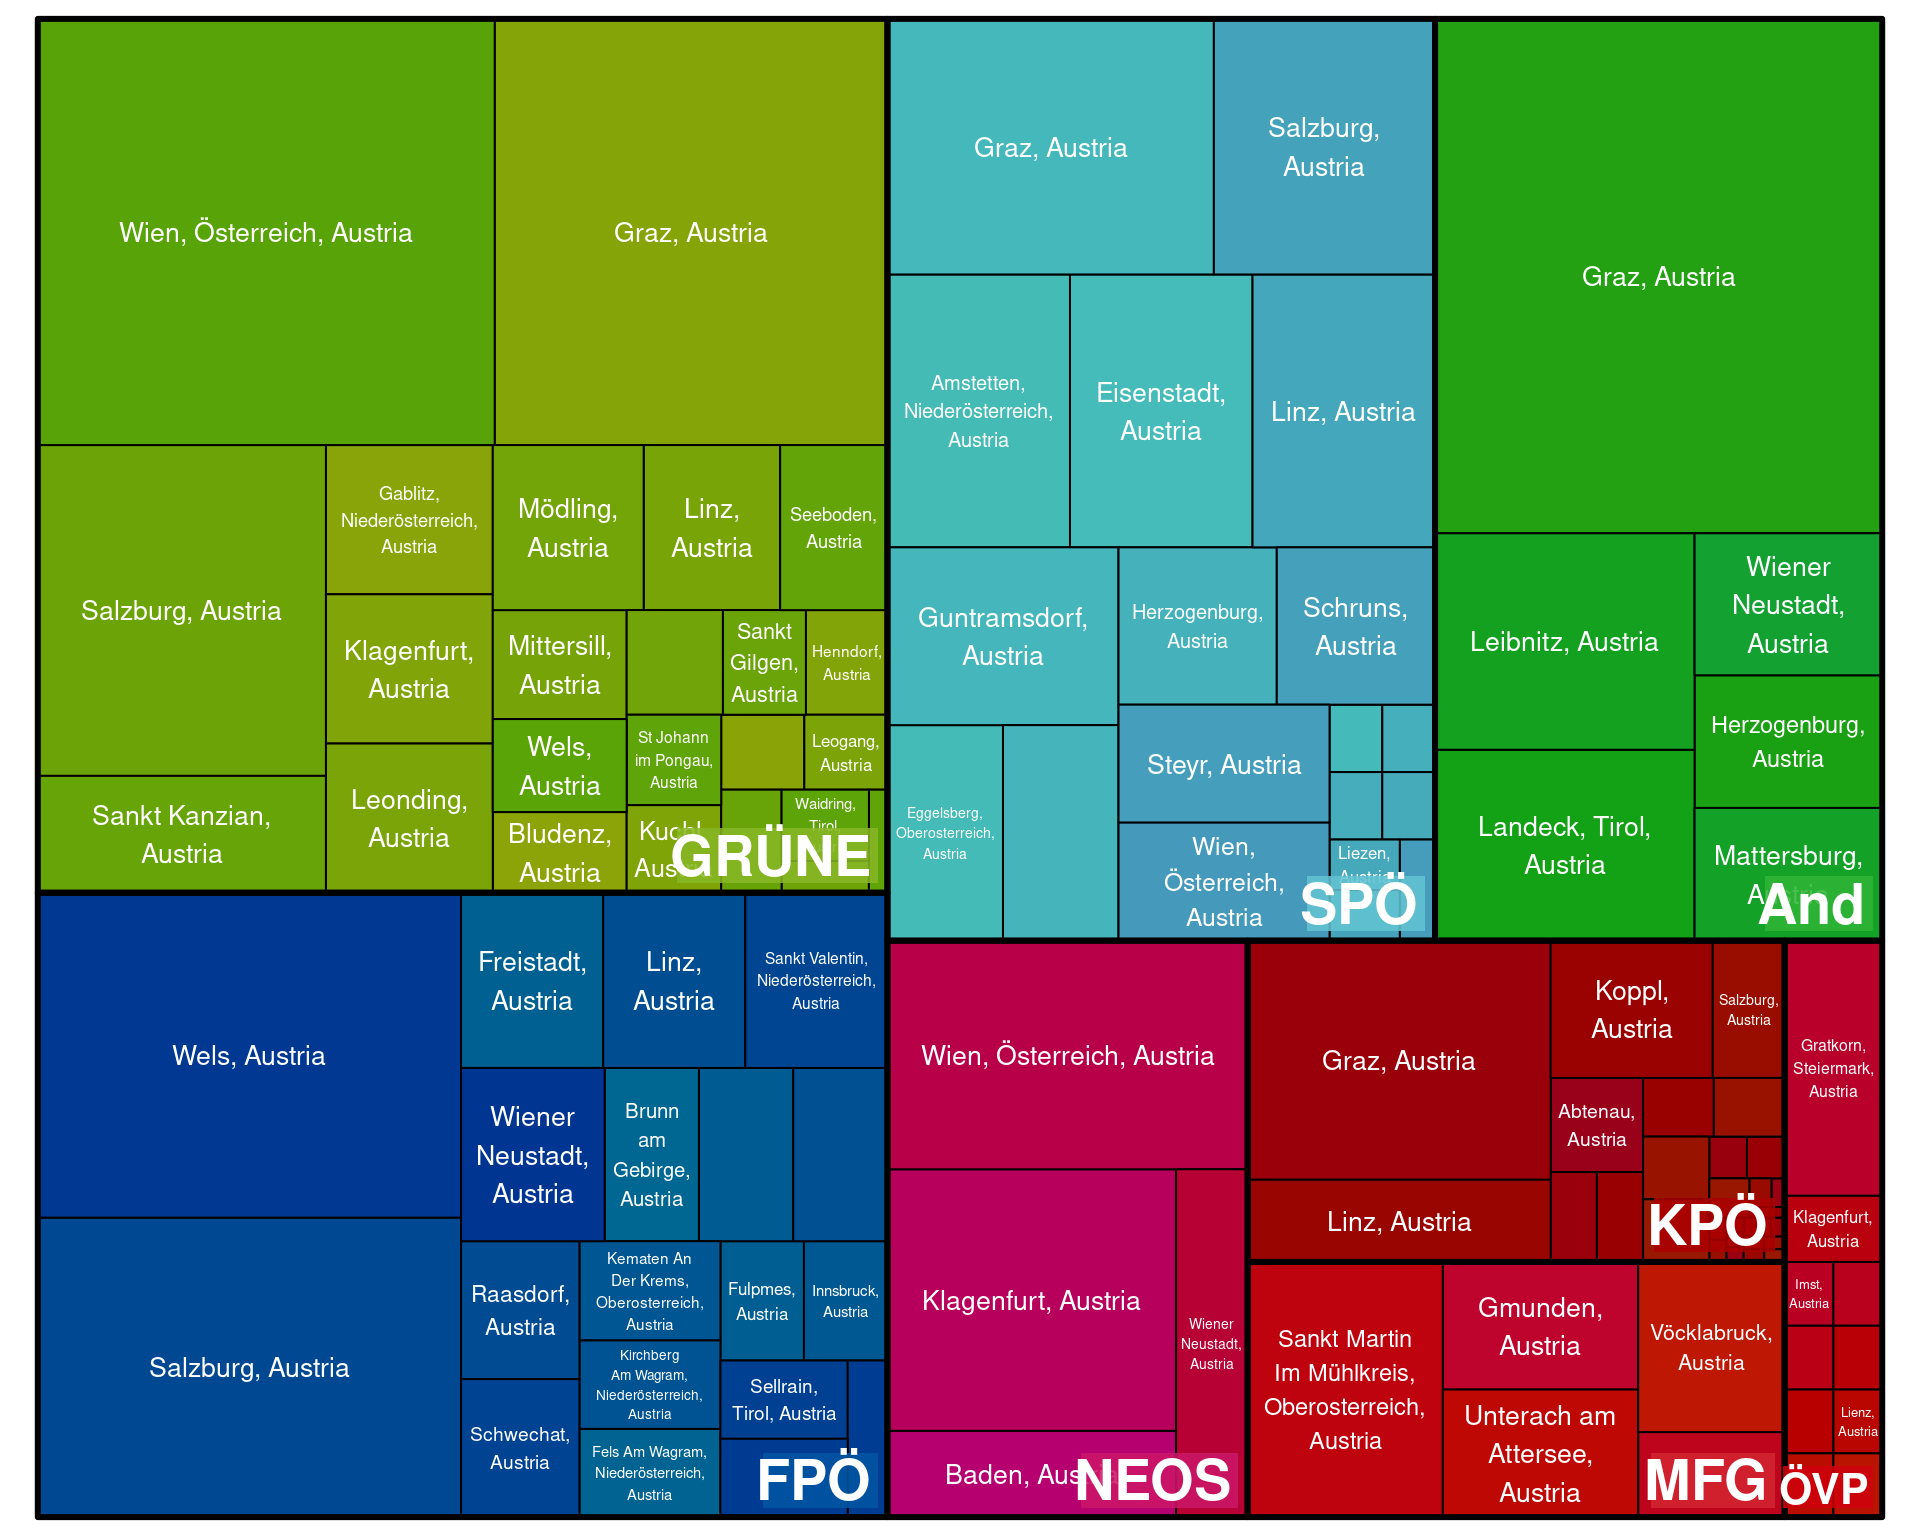 Wien, Österreich, Austria
Graz, Austria
Salzburg, Austria
Gablitz,
Niederösterreich,
Austria
Mödling,
Austria
Linz,
Austria
Seeboden,
Austria
Klagenfurt,
Austria
Mittersill,
Austria
Sankt
Gilgen,
Austria
Henndorf,
Austria
Sankt Kanzian,
Austria
Leonding,
Austria
Wels,
Austria
St Johann
im Pongau,
Austria
Leogang,
Austria
Bludenz,
Austria
Kuchl
Waidring,
Tirol
GRÜNE
Graz, Austria
Salzburg,
Austria
Amstetten,
Niederösterreich,
Austria
Eisenstadt,
Austria
Linz, Austria
Guntramsdorf,
Austria
Herzogenburg,
Austria
Schruns,
Austria
Eggelsberg,
Oberosterreich,
Austria
Steyr, Austria
Wien,
Österreich,
Austria
Liezen,
Austria
SPÖ
Graz, Austria
Leibnitz, Austria
Wiener
Neustadt,
Austria
Herzogenburg,
Austria
Landeck, Tirol,
Austria
Mattersburg,
Austria
And
Wels, Austria
Freistadt,
Austria
Linz,
Austria
Sankt Valentin,
Niederösterreich,
Austria
Wiener
Neustadt,
Austria
Brunn
am
Gebirge,
Austria
Salzburg, Austria
Raasdorf,
Austria
Kematen An
Der Krems,
Oberosterreich,
Austria
Fulpmes,
Austria
Innsbruck,
Austria
Kirchberg
Am Wagram,
Niederösterreich,
Austria
Schwechat,
Austria
Sellrain,
Tirol, Austria
Fels Am Wagram,
Niederösterreich,
Austria
FPÖ
Wien, Österreich, Austria
Klagenfurt, Austria
Wiener
Neustadt,
Austria
Baden, Austria
NEOS
Graz, Austria
Koppl,
Austria
Salzburg,
Austria
Abtenau,
Austria
Linz, Austria
KPÖ
Sankt Martin
Im Mühlkreis,
Oberosterreich,
Austria
Gmunden,
Austria
Vöcklabruck,
Austria
Unterach am
Attersee,
Austria
MFG
Gratkorn,
Steiermark,
Austria
Klagenfurt,
Austria
Imst,
Austria
Lienz,
Austria
ÖVP